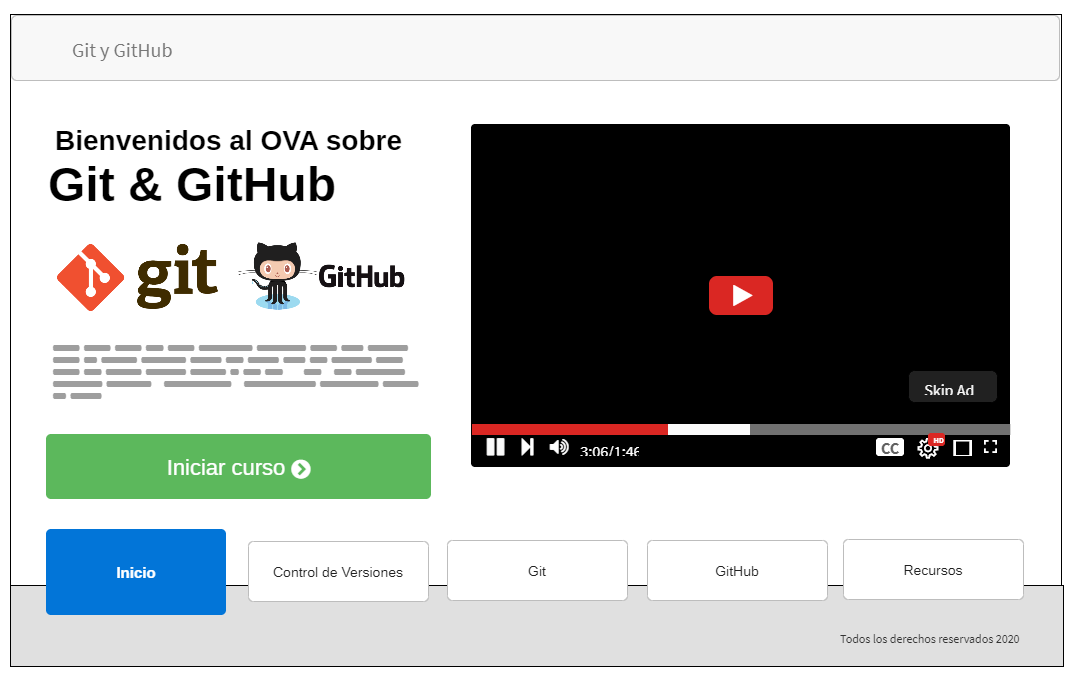 Git y GitHub
Bienvenidos al OVA sobre
Git & GitHub
git
GitHub
Skip Ad
HD
3:06/1:46
CC
Iniciar curso
Inicio
Control de Versiones
Git
GitHub
Recursos
Todos los derechos reservados 2020